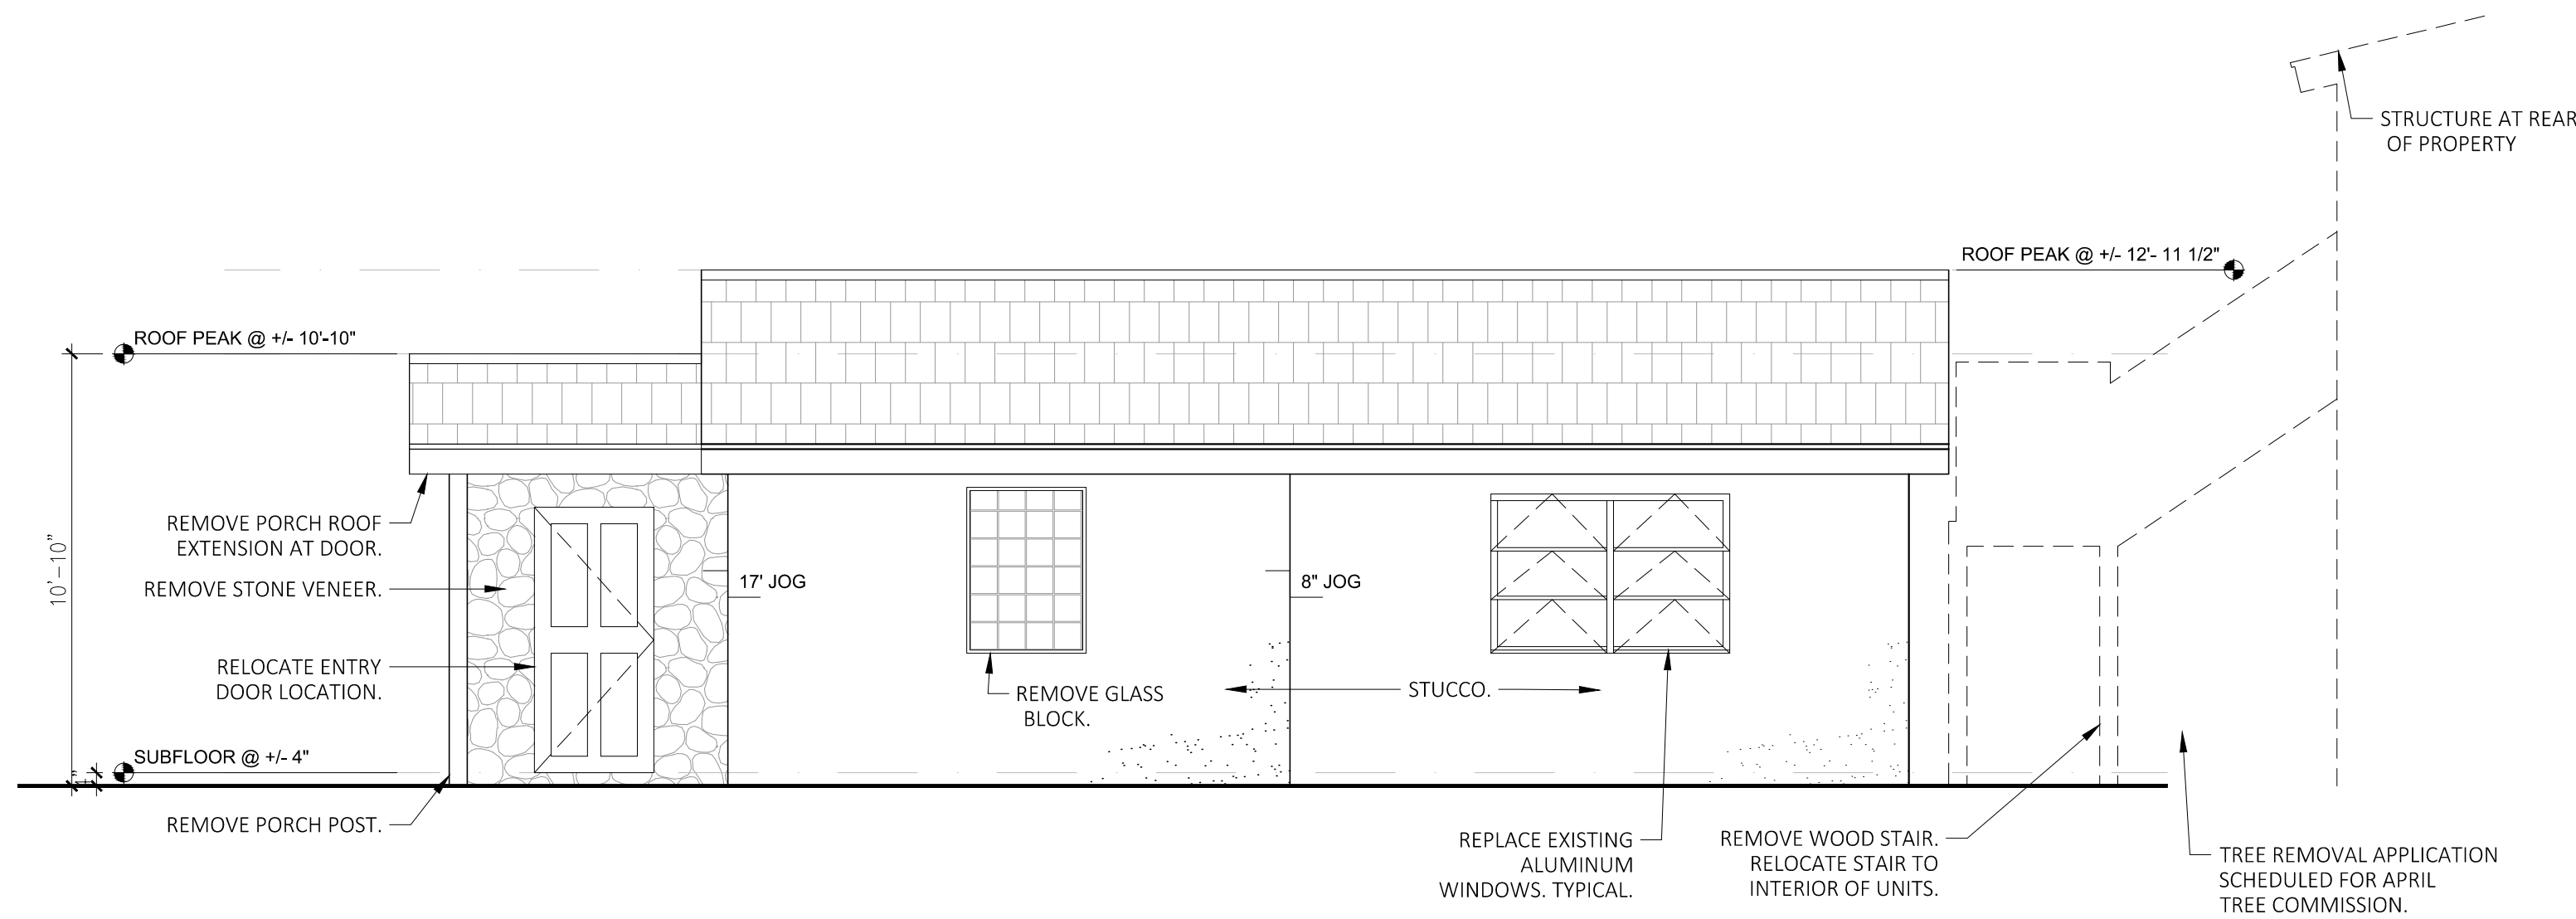 STRUCTURE AT REAR
OF PROPERTY
ROOF PEAK @ +/- 12'- 11 1/2"
ROOF PEAK @ +/- 10'-10"
10'-10"
REMOVE PORCH ROOF
EXTENSION AT DOOR.
REMOVE STONE VENEER.
17' JOG
8" JOG
RELOCATE ENTRY
DOOR LOCATION.
REMOVE GLASS
BLOCK.
STUCCO.
SUBFLOOR @ +/- 4"
REMOVE PORCH POST.
REPLACE EXISTING
ALUMINUM
WINDOWS. TYPICAL.
REMOVE WOOD STAIR.
RELOCATE STAIR TO
INTERIOR OF UNITS.
TREE REMOVAL APPLICATION
SCHEDULED FOR APRIL
TREE COMMISSION.